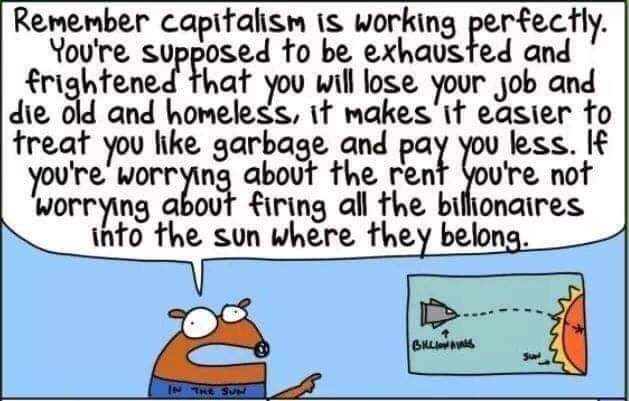 Remember capitalism is working perfectly.
You're supposed to be exhausted and
frightened that you will lose your job and
die old and homeless, it makes it easier to
treat you like garbage and pay you less. If
you're worrying about the rent you're not
worrying about firing all the billionaires
into the sun where they belong.
BILLIONAIRES
SUN
IN THE SUN